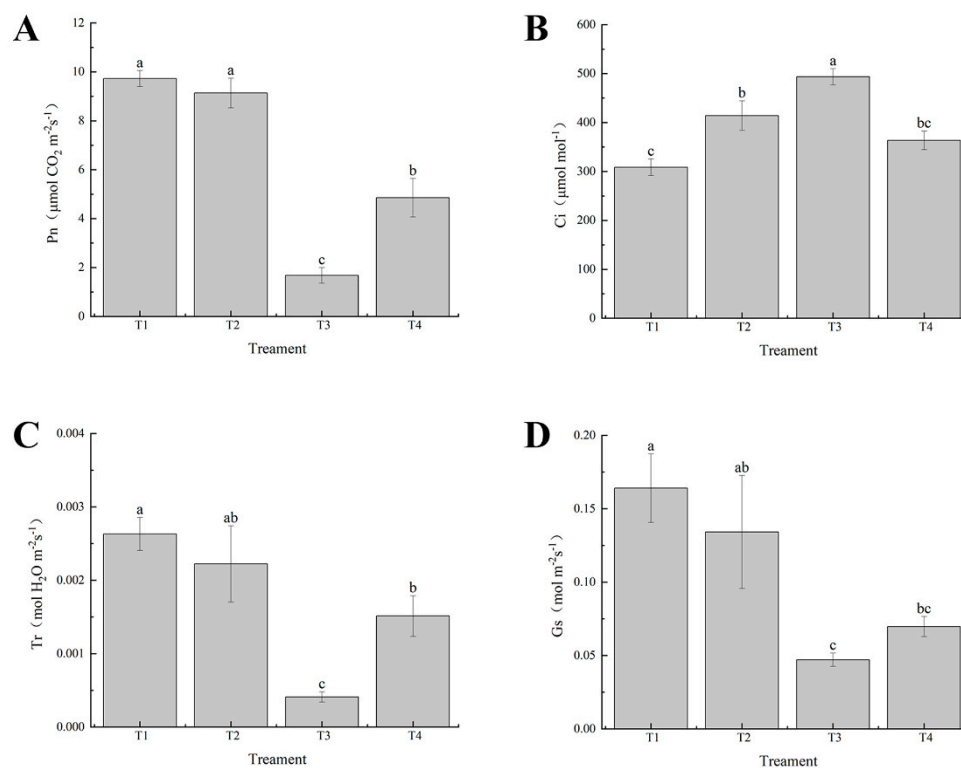 A
Pn（μmol CO₂ m⁻²s⁻¹）
12
10
8
6
4
2
0
a
a
c
b
T1 T2 T3 T4
Treament
B
Ci（μmol mol⁻¹）
600
500
400
300
200
100
0
c
b
a
bc
T1 T2 T3 T4
Treament
C
Tr（mol H₂O m⁻²s⁻¹）
0.004
0.003
0.002
0.001
0.000
a
ab
c
b
T1 T2 T3 T4
Treament
D
Gs（mol m⁻²s⁻¹）
0.20
0.15
0.10
0.05
0.00
a
ab
c
bc
T1 T2 T3 T4
Treament